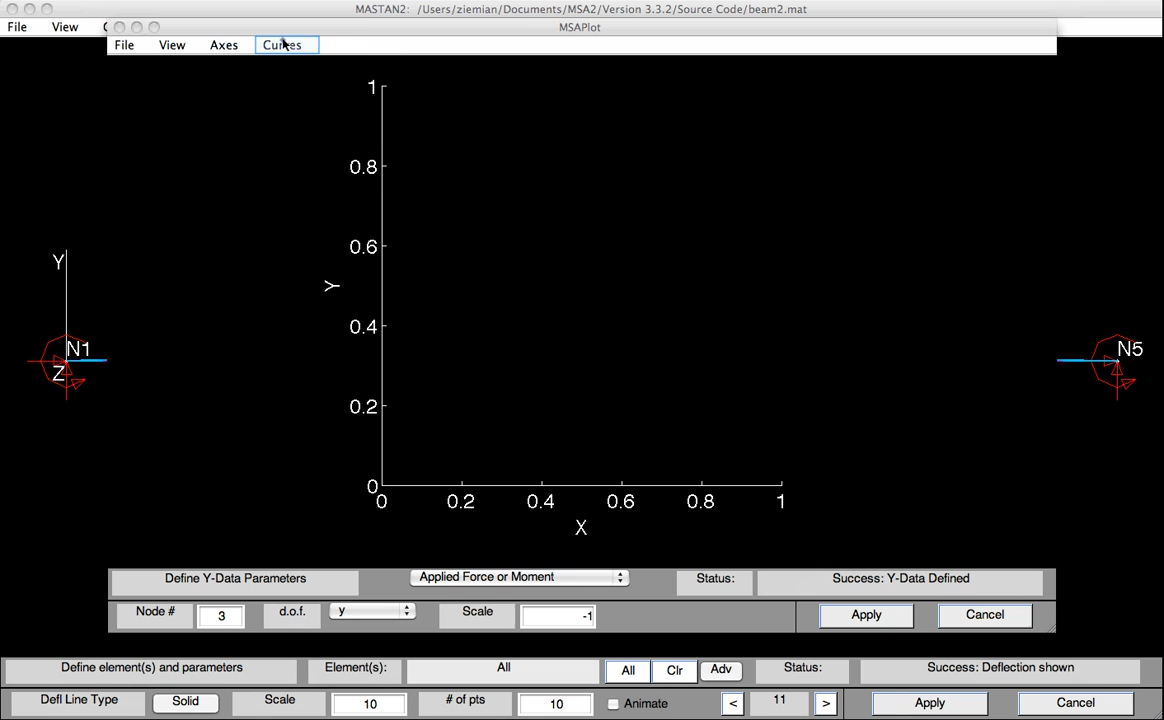 MASTAN2: /Users/ziemian/Documents/MSA2/Version 3.3.2/Source Code/beam2.mat
File View
MSAPlot
File View Axes Curves
1
0.8
0.6
0.4
0.2
0
0 0.2 0.4 0.6 0.8 1
Y
X
Y
N1
Z
N5
Define Y-Data Parameters Applied Force or Moment Status: Success: Y-Data Defined
Node # 3 d.o.f. y Scale -1 Apply Cancel
Define element(s) and parameters Element(s): All All Clr Adv Status: Success: Deflection shown
Defl Line Type Solid Scale 10 # of pts 10 Animate < 11 > Apply Cancel